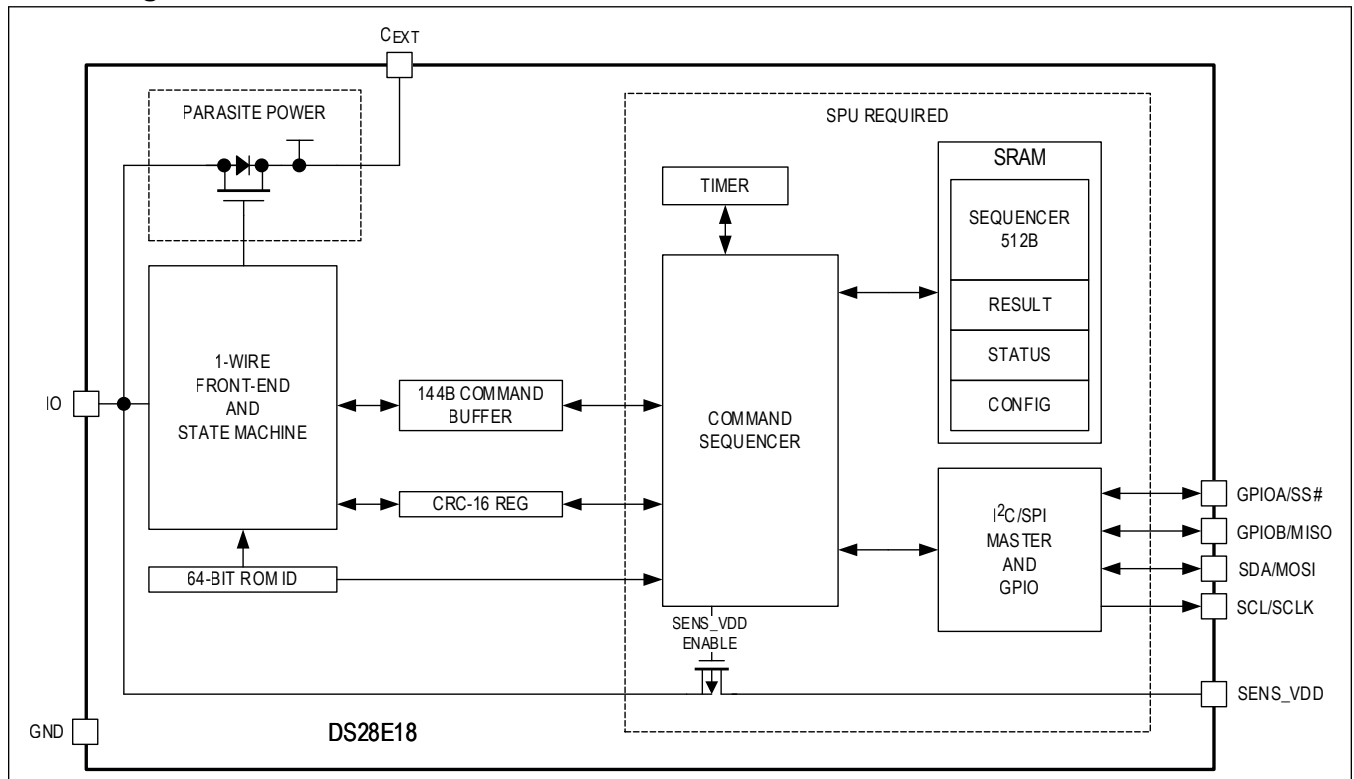 CEXT
PARASITE POWER
SPU REQUIRED
SRAM
TIMER
SEQUENCER
512B
RESULT
STATUS
CONFIG
1-WIRE
FRONT-END
AND
STATE MACHINE
IO
144B COMMAND
BUFFER
COMMAND
SEQUENCER
CRC-16 REG
I2C/SPI
MASTER
AND
GPIO
GPIOA/SS#
GPIOB/MISO
SDA/MOSI
SCL/SCLK
64-BIT ROM ID
SENS_VDD
ENABLE
SENS_VDD
GND
DS28E18